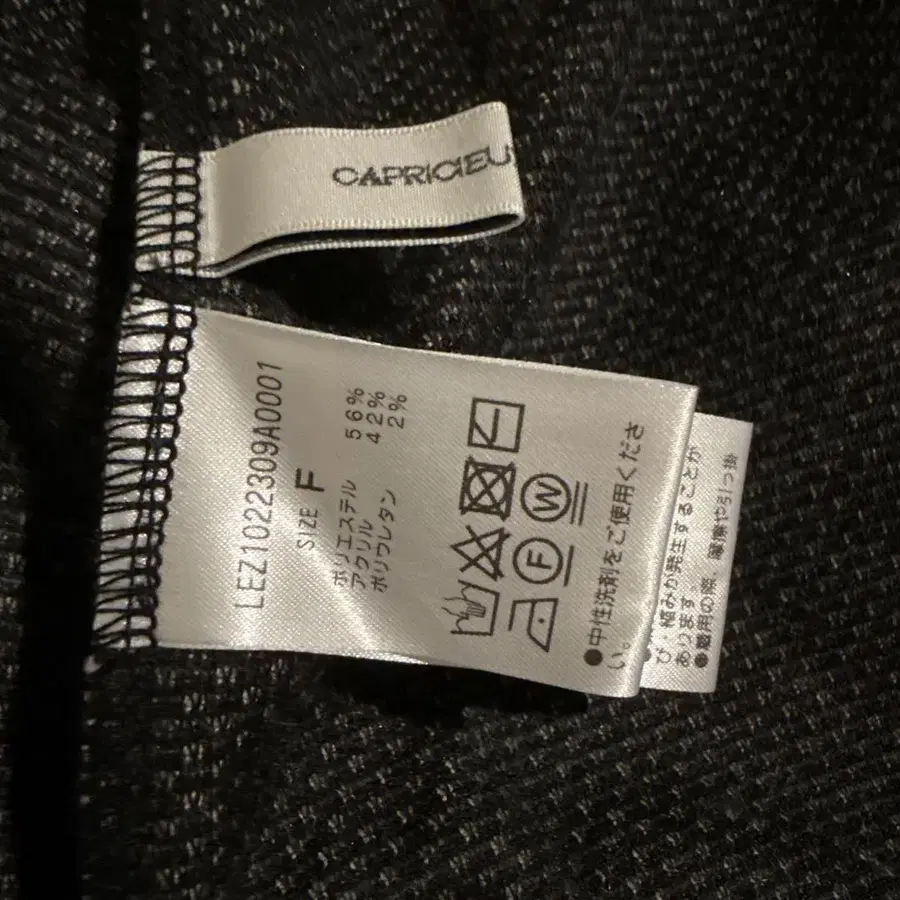 CAPRICIEU
LEZ1022309A0001
SIZE F
ポリエステル 56%
アクリル 42%
ポリウレタン 2%
W
F
●中性洗剤をご使用くださ
い。
び・縮みが発生することが
あります。
●着用の際、摩擦や引っ掛